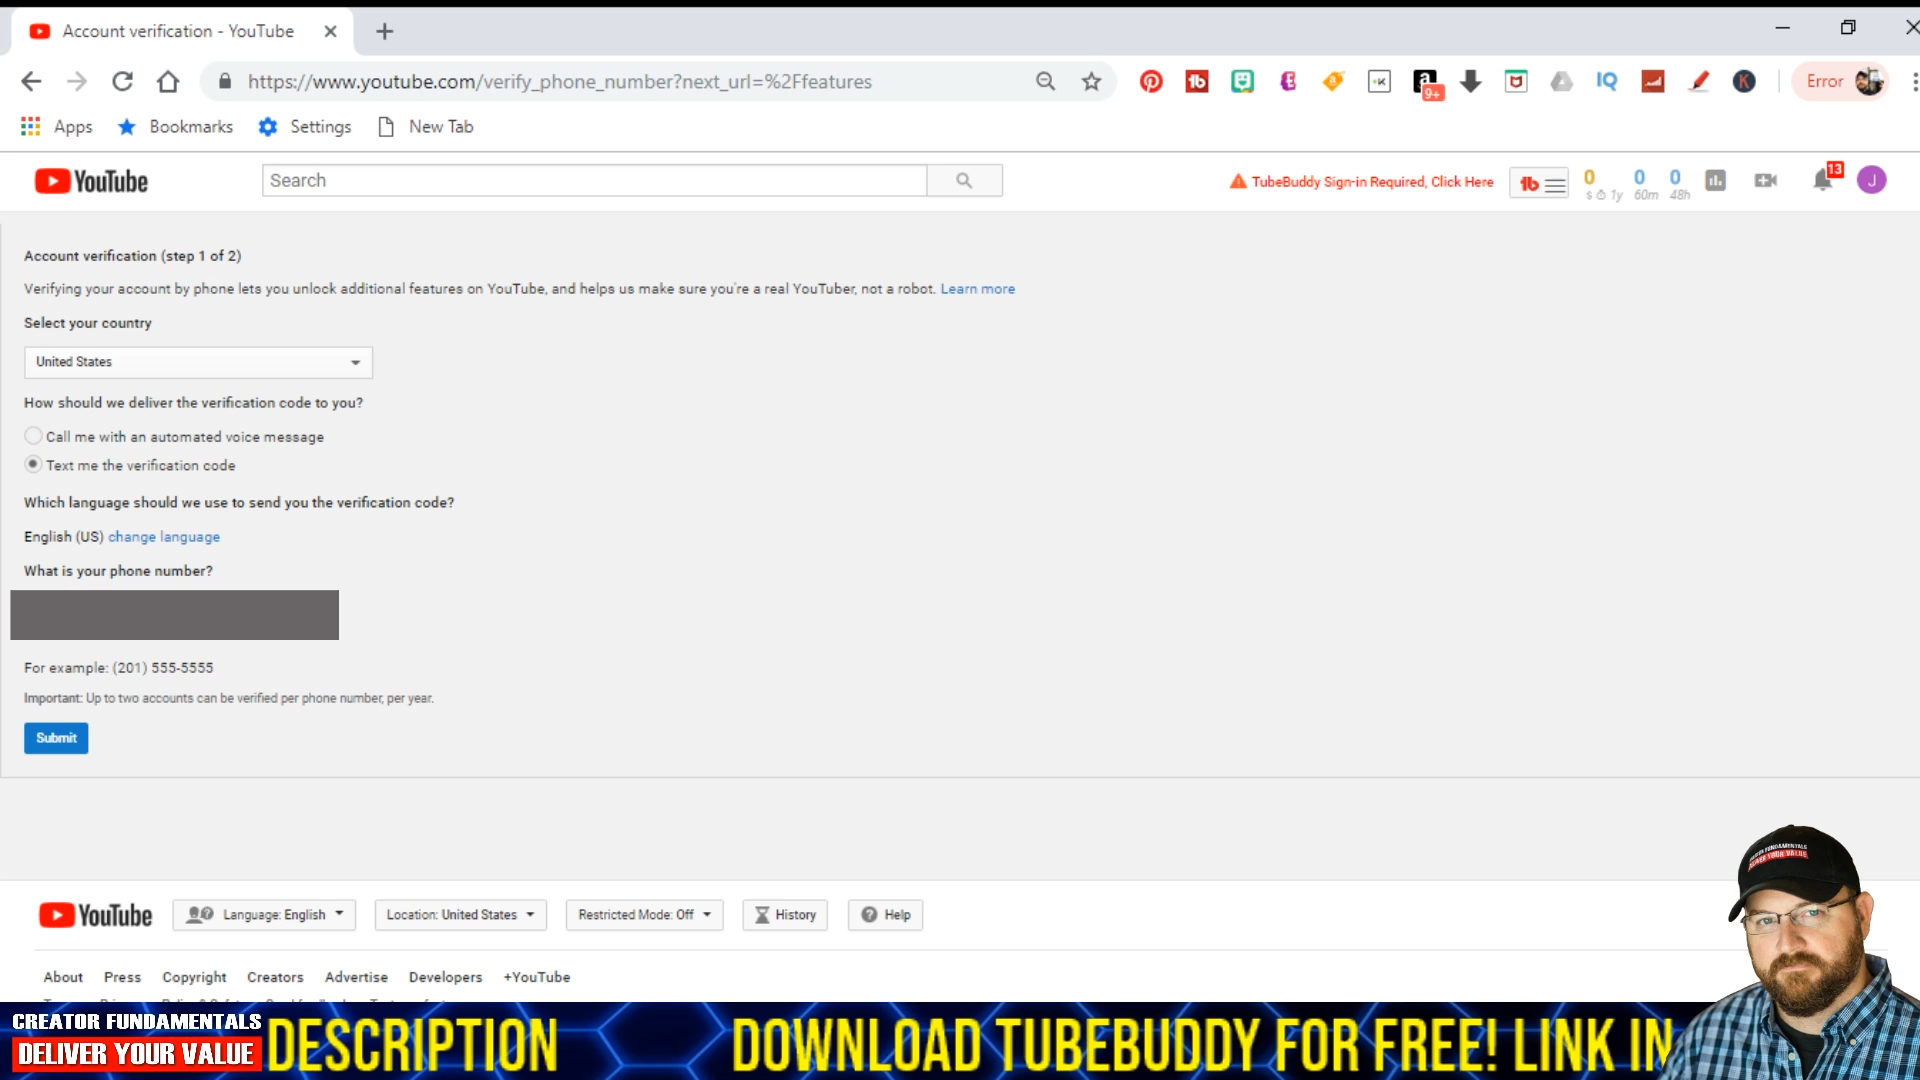 Account verification - YouTube
https://www.youtube.com/verify_phone_number?next_url=%2Ffeatures
9+
Error
Apps Bookmarks Settings New Tab
YouTube
Search
TubeBuddy Sign-in Required, Click Here
tb
0 0 0
$ 1y 60m 48h
13
J
Account verification (step 1 of 2)
Verifying your account by phone lets you unlock additional features on YouTube, and helps us make sure you're a real YouTuber, not a robot. Learn more
Select your country
United States
How should we deliver the verification code to you?
Call me with an automated voice message
Text me the verification code
Which language should we use to send you the verification code?
English (US) change language
What is your phone number?
For example: (201) 555-5555
Important: Up to two accounts can be verified per phone number, per year.
Submit
YouTube Language: English Location: United States Restricted Mode: Off History Help
About Press Copyright Creators Advertise Developers +YouTube
CREATOR FUNDAMENTALS
DELIVER YOUR VALUE
CREATOR FUNDAMENTALS
DELIVER YOUR VALUE
DESCRIPTION DOWNLOAD TUBEBUDDY FOR FREE! LINK IN